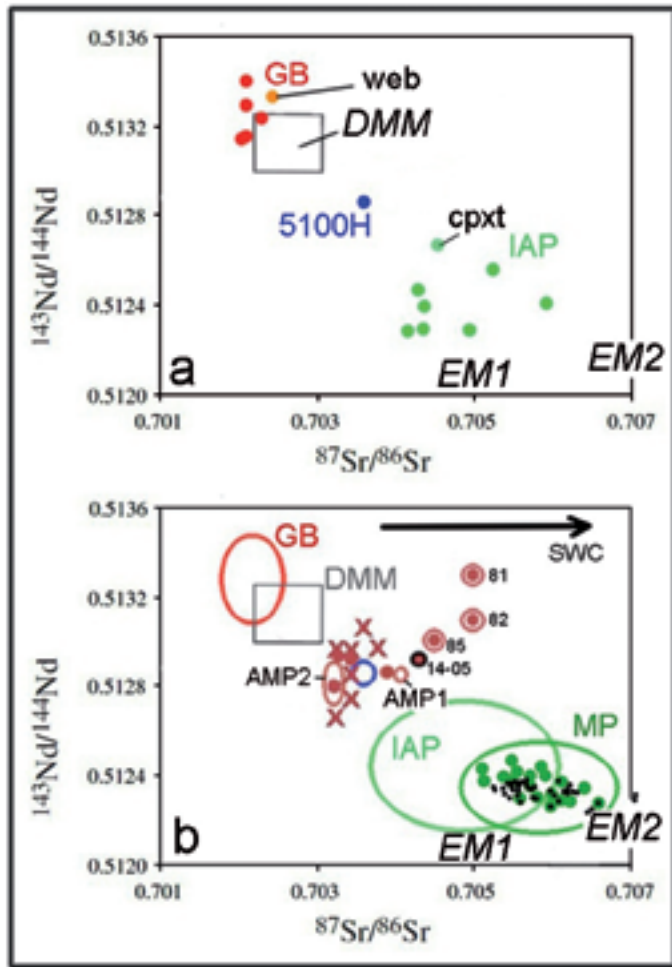 0.5136
GB
web
0.5132
DMM
0.5128
5100H
cpxt
IAP
0.5124
EM1
EM2
a
0.5120
0.701
0.703
0.705
0.707
143Nd/144Nd
87Sr/86Sr
0.5136
GB
SWC
DMM
81
0.5132
82
85
14-05
AMP2
AMP1
0.5128
IAP
MP
0.5124
EM1
EM2
b
0.5120
0.701
0.703
0.705
0.707
143Nd/144Nd
87Sr/86Sr